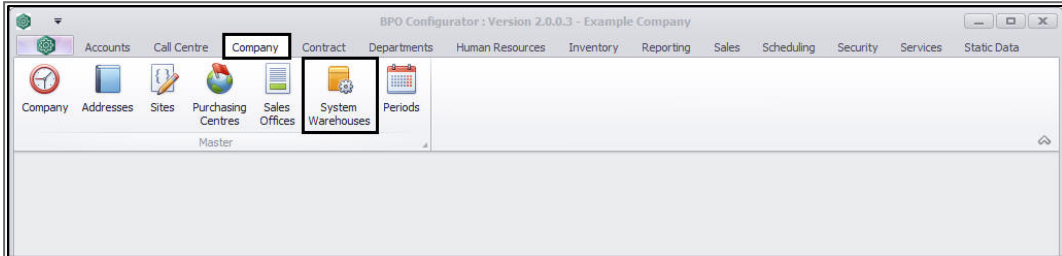 BPO Configurator : Version 2.0.0.3 - Example Company
Accounts Call Centre Company Contract Departments Human Resources Inventory Reporting Sales Scheduling Security Services Static Data
Company Addresses Sites Purchasing Sales System Periods
Centres Offices Warehouses
Master